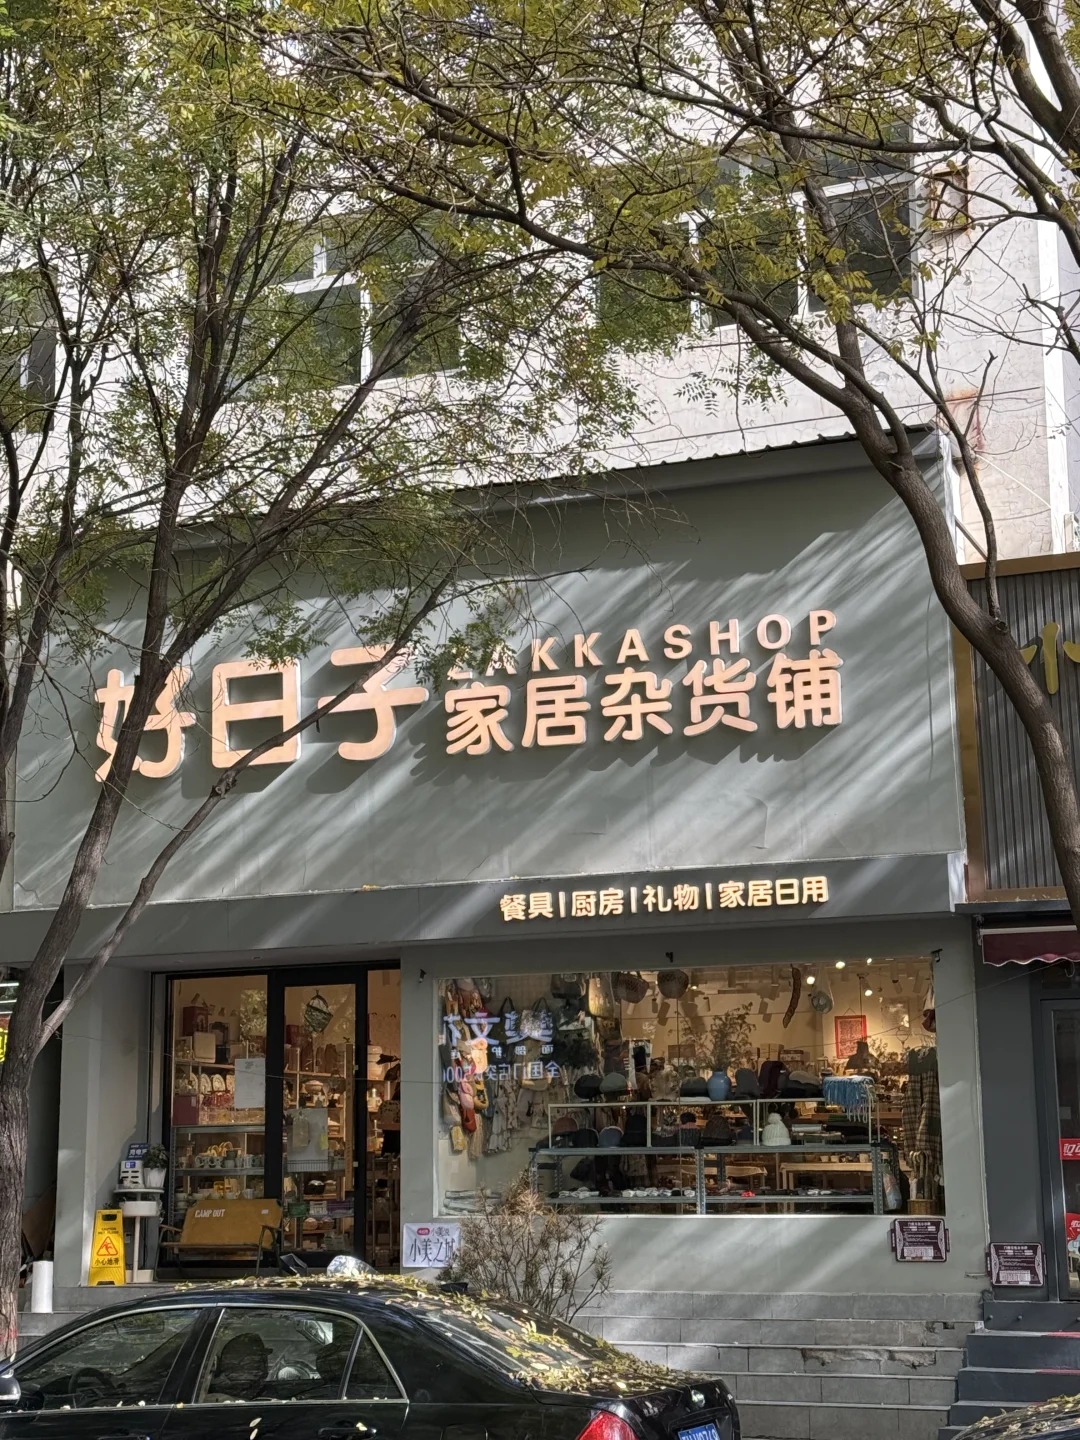 ZAKKASHOP
好日子 家居杂货铺
餐具|厨房|礼物|家居日用
CAMP OUT
小心地滑
小美之城